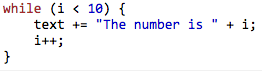 while (i < 10) {
    text += "The number is " + i;
    i++;
}